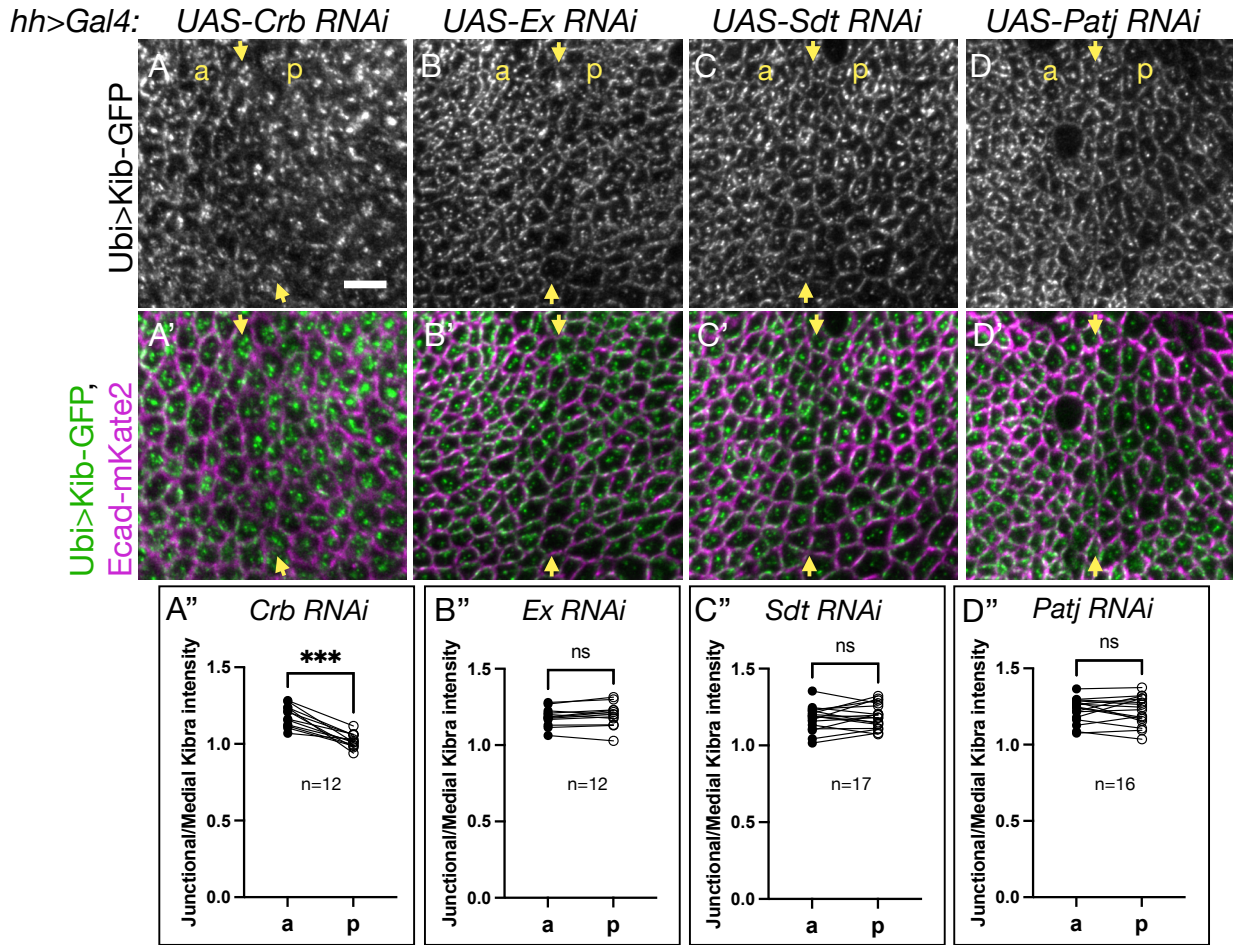 hh>Gal4: UAS-Crb RNAi UAS-Ex RNAi UAS-Sdt RNAi UAS-Patj RNAi
Ubi>Kib-GFP
A a p B a p C a p D a p
Ubi>Kib-GFP,
Ecad-mKate2
A' B' C' D'
A” Crb RNAi
Junctional/Medial Kibra intensity
1.5
1.0
0.5
0.0
***
n=12
a p
B” Ex RNAi
Junctional/Medial Kibra intensity
1.5
1.0
0.5
0.0
ns
n=12
a p
C” Sdt RNAi
Junctional/Medial Kibra intensity
1.5
1.0
0.5
0.0
ns
n=17
a p
D” Patj RNAi
Junctional/Medial Kibra intensity
1.5
1.0
0.5
0.0
ns
n=16
a p